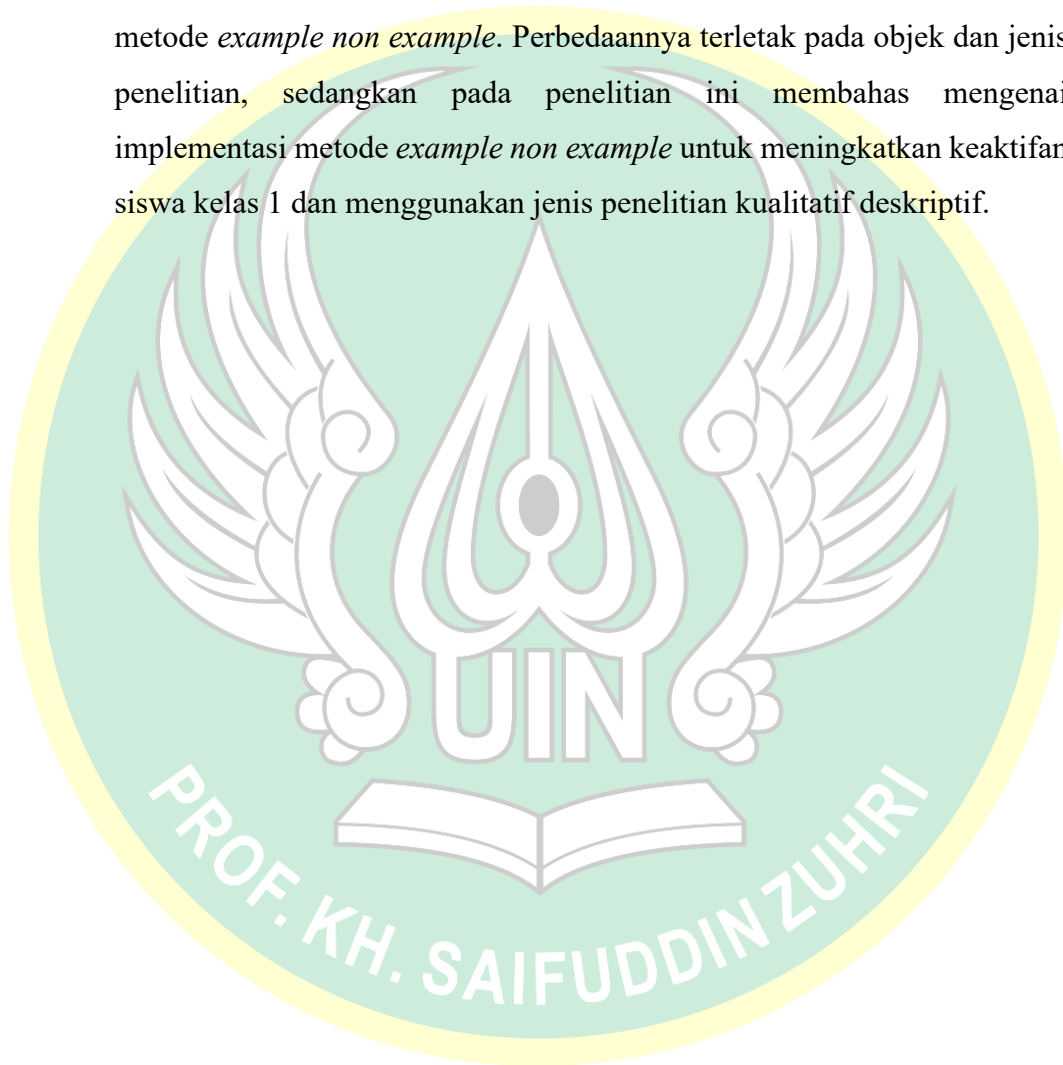 metode example non example. Perbedaannya terletak pada objek dan jenis
penelitian, sedangkan pada penelitian ini membahas mengenai
implementasi metode example non example untuk meningkatkan keaktifan
siswa kelas 1 dan menggunakan jenis penelitian kualitatif deskriptif.
UIN
PROF. KH. SAIFUDDIN ZUHRI